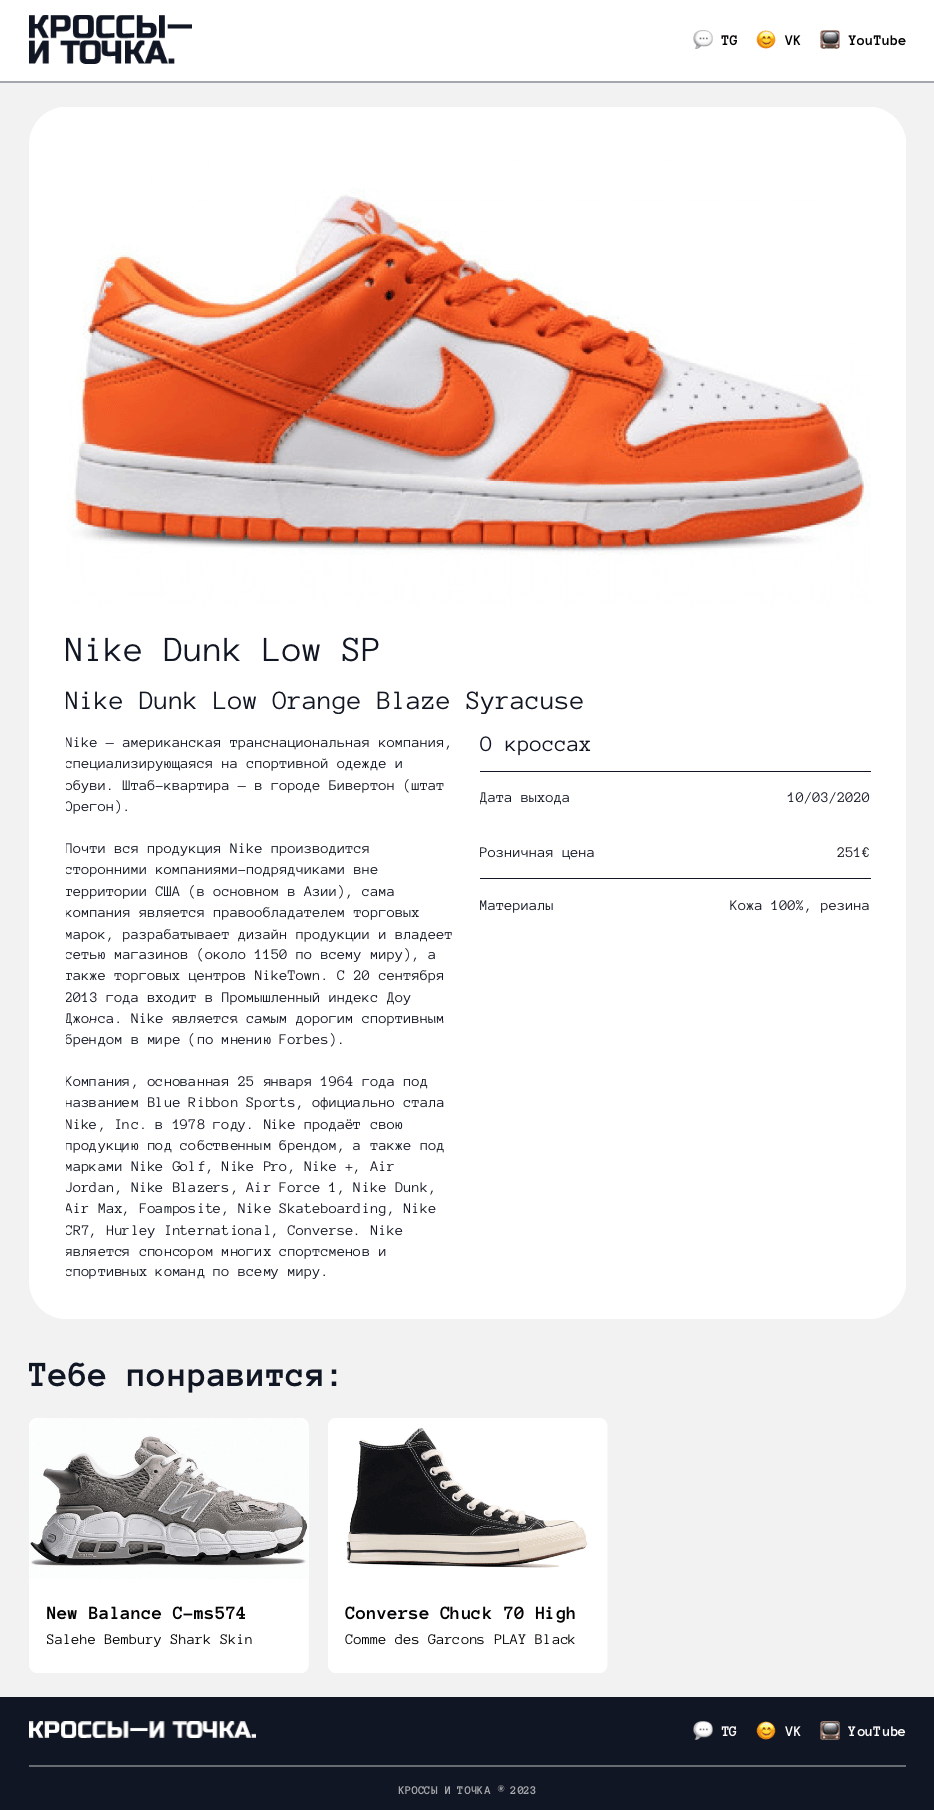 КРОССЫ—
И ТОЧКА.
💬 TG 😊 VK 📺 YouTube
Nike Dunk Low SP
Nike Dunk Low Orange Blaze Syracuse
Nike — американская транснациональная компания,
специализирующаяся на спортивной одежде и
обуви. Штаб-квартира — в городе Бивертон (штат
Орегон).
Почти вся продукция Nike производится
сторонними компаниями-подрядчиками вне
территории США (в основном в Азии), сама
компания является правообладателем торговых
марок, разрабатывает дизайн продукции и владеет
сетью магазинов (около 1150 по всему миру), а
также торговых центров NikeTown. С 20 сентября
2013 года входит в Промышленный индекс Доу
Джонса. Nike является самым дорогим спортивным
брендом в мире (по мнению Forbes).
Компания, основанная 25 января 1964 года под
названием Blue Ribbon Sports, официально стала
Nike, Inc. в 1978 году. Nike продаёт свою
продукцию под собственным брендом, а также под
марками Nike Golf, Nike Pro, Nike +, Air
Jordan, Nike Blazers, Air Force 1, Nike Dunk,
Air Max, Foamposite, Nike Skateboarding, Nike
CR7, Hurley International, Converse. Nike
является спонсором многих спортсменов и
спортивных команд по всему миру.
О кроссах
Дата выхода 10/03/2020
Розничная цена 251€
Материалы Кожа 100%, резина
Тебе понравится:
New Balance C-ms574
Salehe Bembury Shark Skin
Converse Chuck 70 High
Comme des Garcons PLAY Black
КРОССЫ—И ТОЧКА.
💬 TG 😊 VK 📺 YouTube
КРОССЫ И ТОЧКА ® 2023